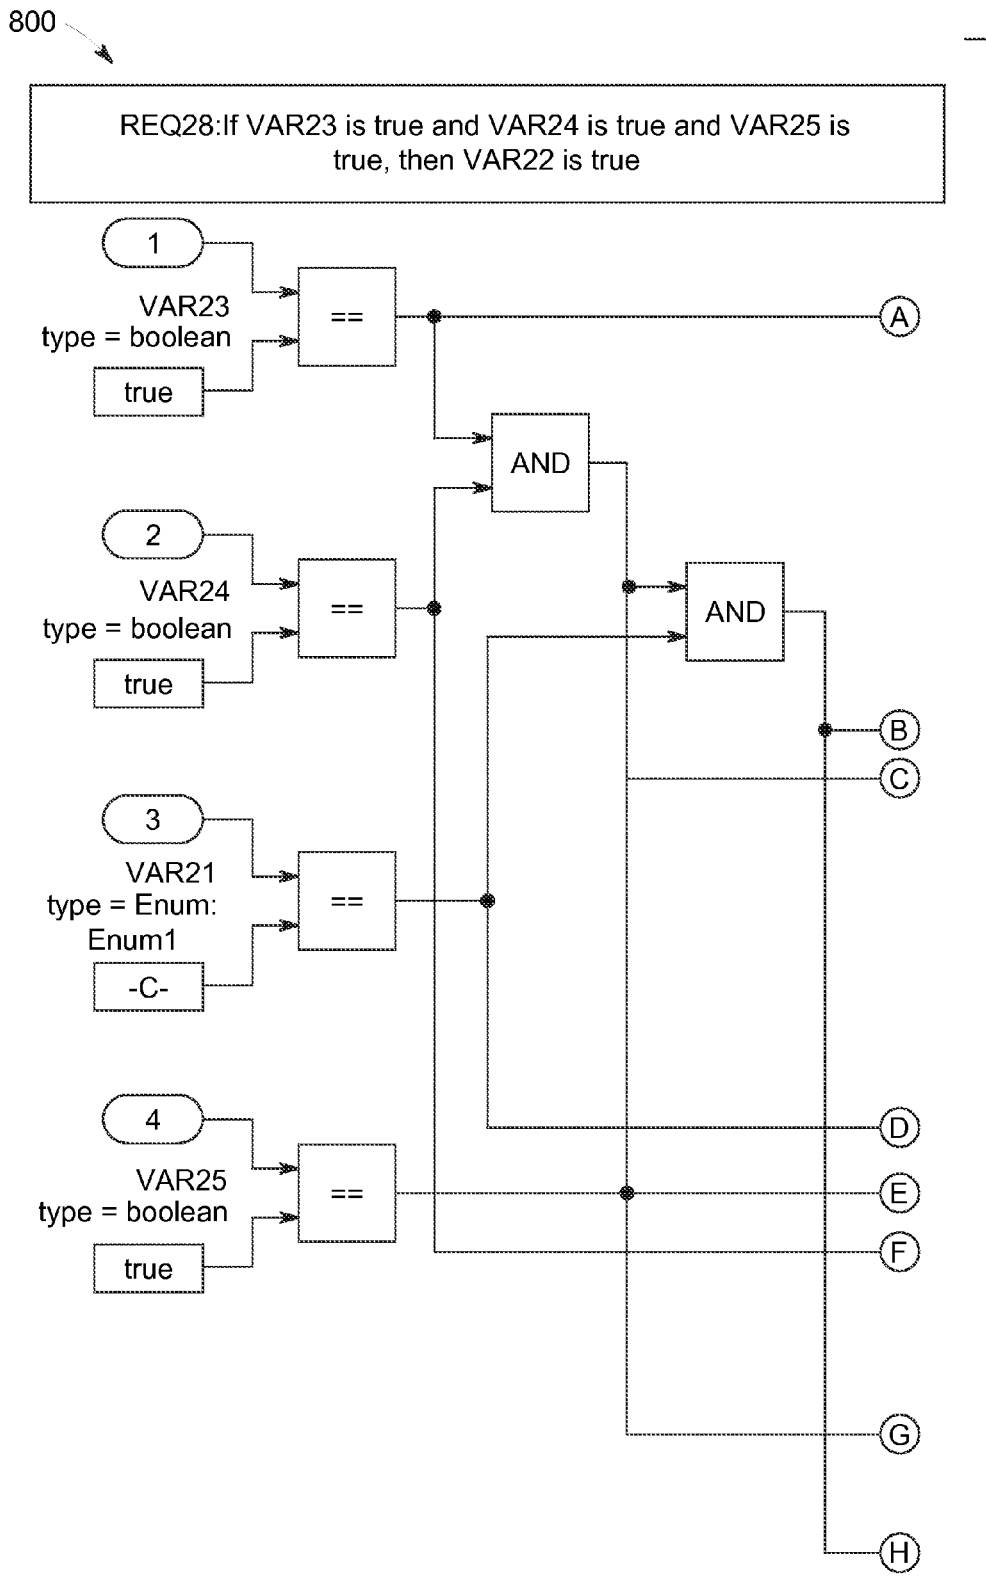 800
REQ28:If VAR23 is true and VAR24 is true and VAR25 is
true, then VAR22 is true
1
VAR23
type = boolean
==
true
A
AND
2
VAR24
type = boolean
==
true
AND
B
C
3
VAR21
type = Enum:
Enum1
==
-C-
D
4
VAR25
type = boolean
==
true
E
F
G
H